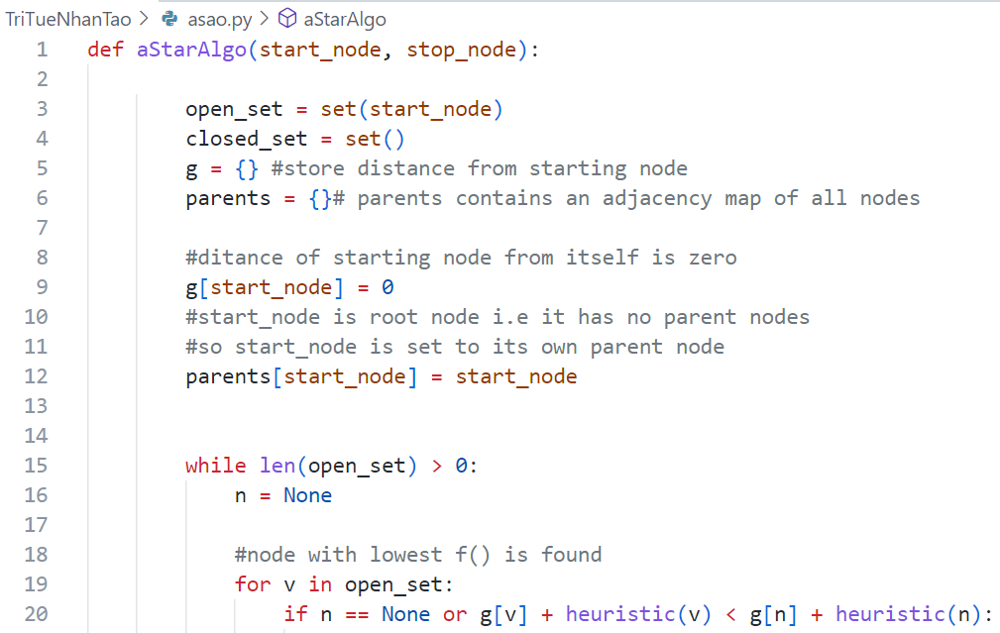 TriTueNhanTao > asao.py > aStarAlgo
1 def aStarAlgo(start_node, stop_node):
2
3 open_set = set(start_node)
4 closed_set = set()
5 g = {} #store distance from starting node
6 parents = {}# parents contains an adjacency map of all nodes
7
8 #ditance of starting node from itself is zero
9 g[start_node] = 0
10 #start_node is root node i.e it has no parent nodes
11 #so start_node is set to its own parent node
12 parents[start_node] = start_node
13
14
15 while len(open_set) > 0:
16 n = None
17
18 #node with lowest f() is found
19 for v in open_set:
20 if n == None or g[v] + heuristic(v) < g[n] + heuristic(n):